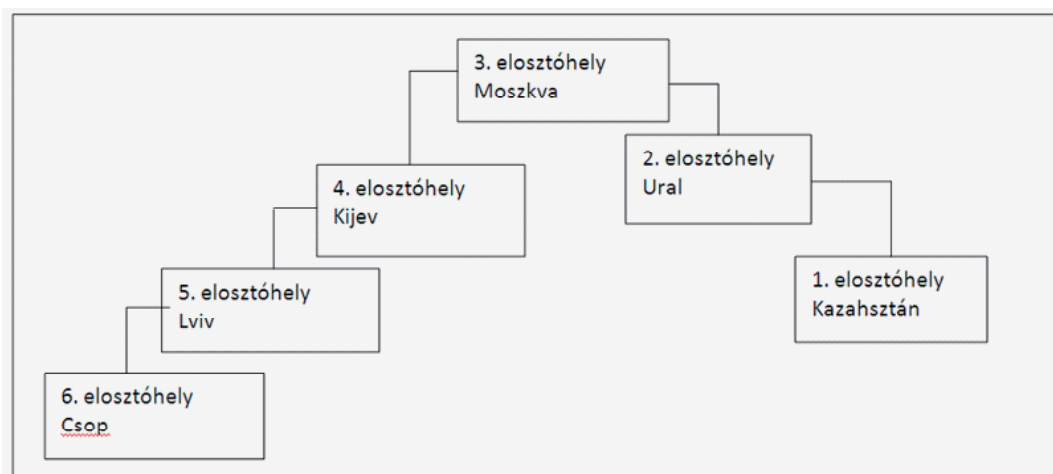 3. elosztóhely
Moszkva
2. elosztóhely
Ural
4. elosztóhely
Kijev
1. elosztóhely
Kazahsztán
5. elosztóhely
Lviv
6. elosztóhely
Csop